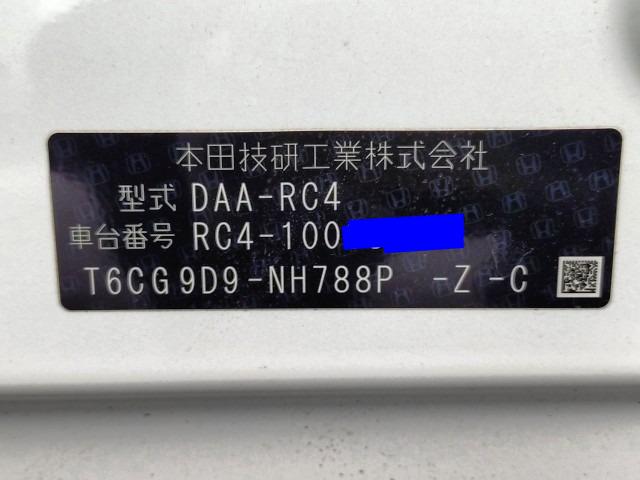 本田技研工業株式会社
型式 DAA-RC4
車台番号 RC4-100
T6CG9D9-NH788P -Z -C